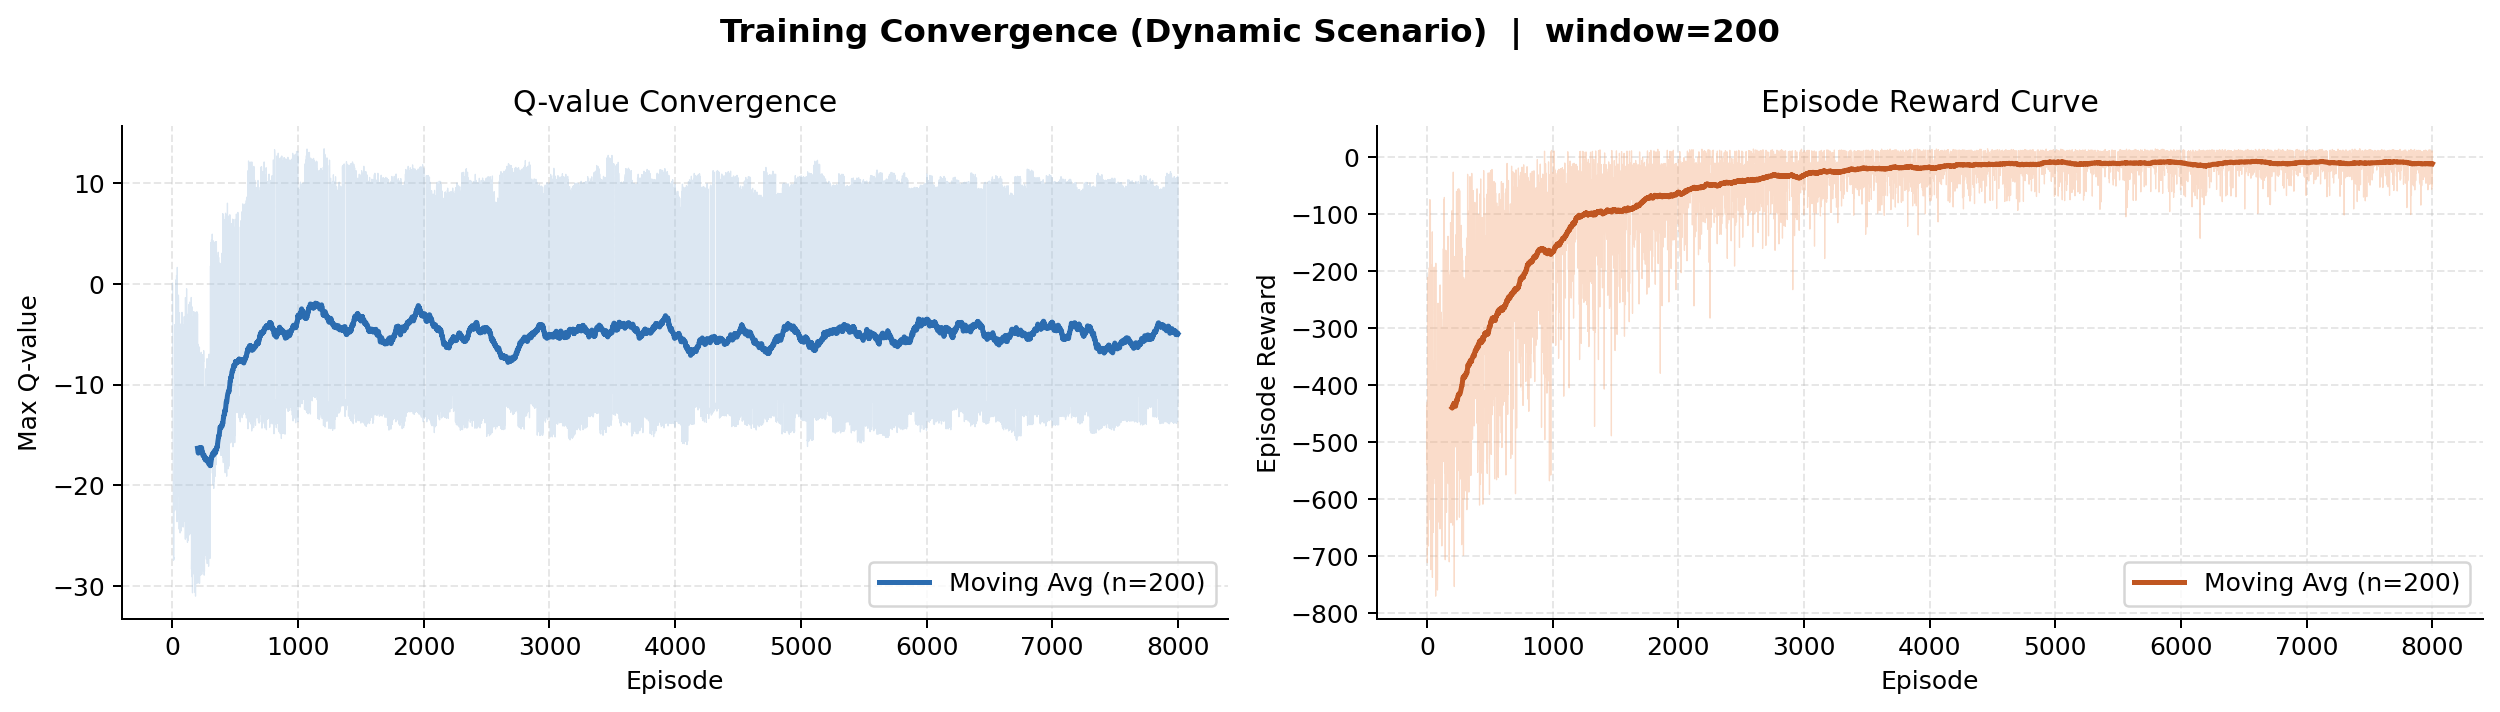 Training Convergence (Dynamic Scenario) | window=200
Q-value Convergence
Max Q-value
10
0
−10
−20
−30
0 1000 2000 3000 4000 5000 6000 7000 8000
Episode
Moving Avg (n=200)
Episode Reward Curve
Episode Reward
0
−100
−200
−300
−400
−500
−600
−700
−800
0 1000 2000 3000 4000 5000 6000 7000 8000
Episode
Moving Avg (n=200)